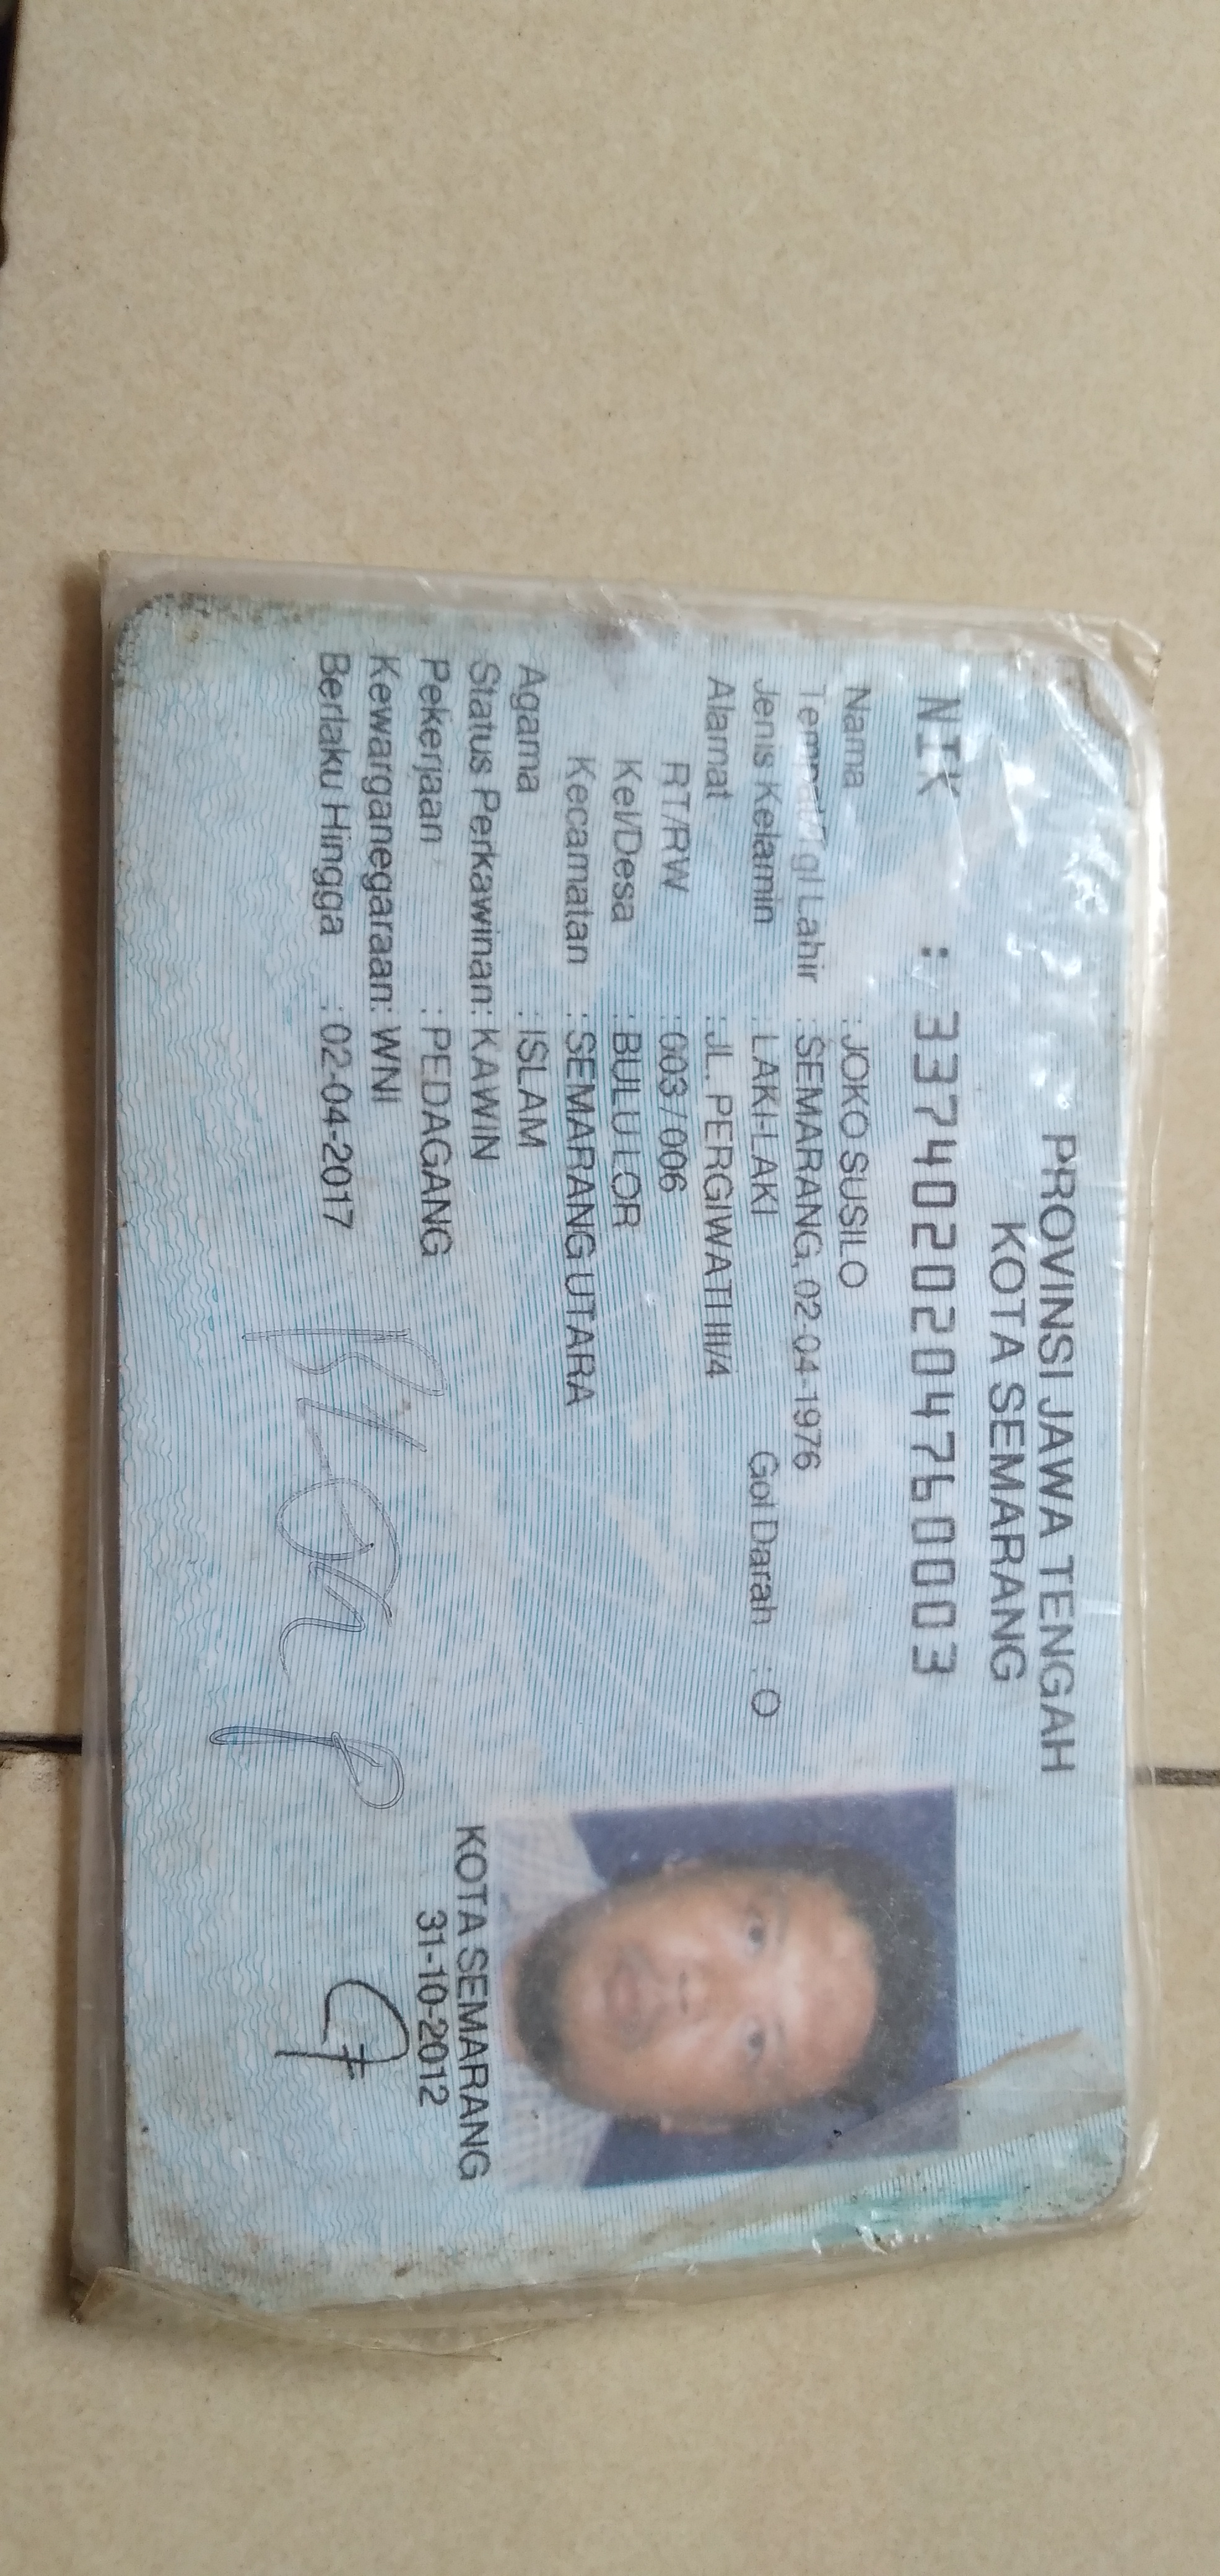 PROVINSI JAWA TENGAH
KOTA SEMARANG
NIK : 3374020204760003
Nama : JOKO SUSILO
Tempat/Tgl Lahir : SEMARANG, 02-04-1976
Jenis Kelamin : LAKI-LAKI Gol Darah : O
Alamat : JL. PERGIWATI III/4
RT/RW : 003 / 006
Kel/Desa : BULU LOR
Kecamatan : SEMARANG UTARA
Agama : ISLAM
Status Perkawinan: KAWIN
Pekerjaan : PEDAGANG
Kewarganegaraan: WNI
Berlaku Hingga : 02-04-2017
KOTA SEMARANG
31-10-2012